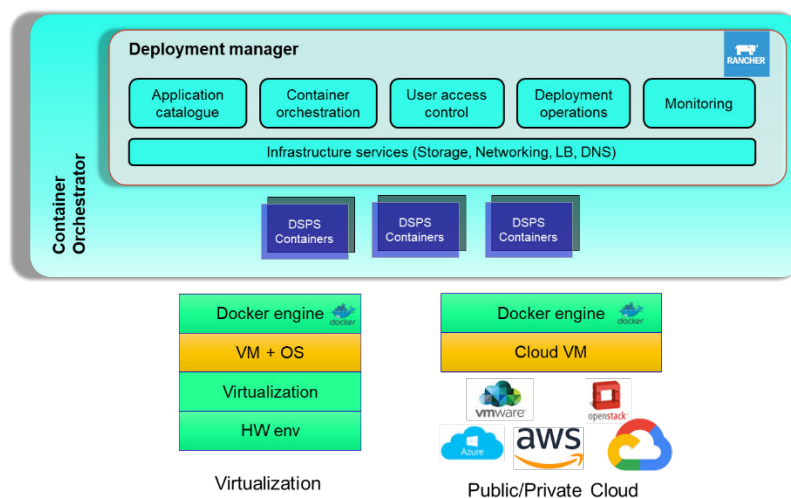 Deployment manager
RANCHER
Application
catalogue
Container
orchestration
User access
control
Deployment
operations
Monitoring
Infrastructure services (Storage, Networking, LB, DNS)
Container
Orchestrator
DSPS
Containers
DSPS
Containers
DSPS
Containers
Docker engine
docker
VM + OS
Virtualization
HW env
Virtualization
Docker engine
docker
Cloud VM
vmware
openstack
Azure
aws
Public/Private Cloud